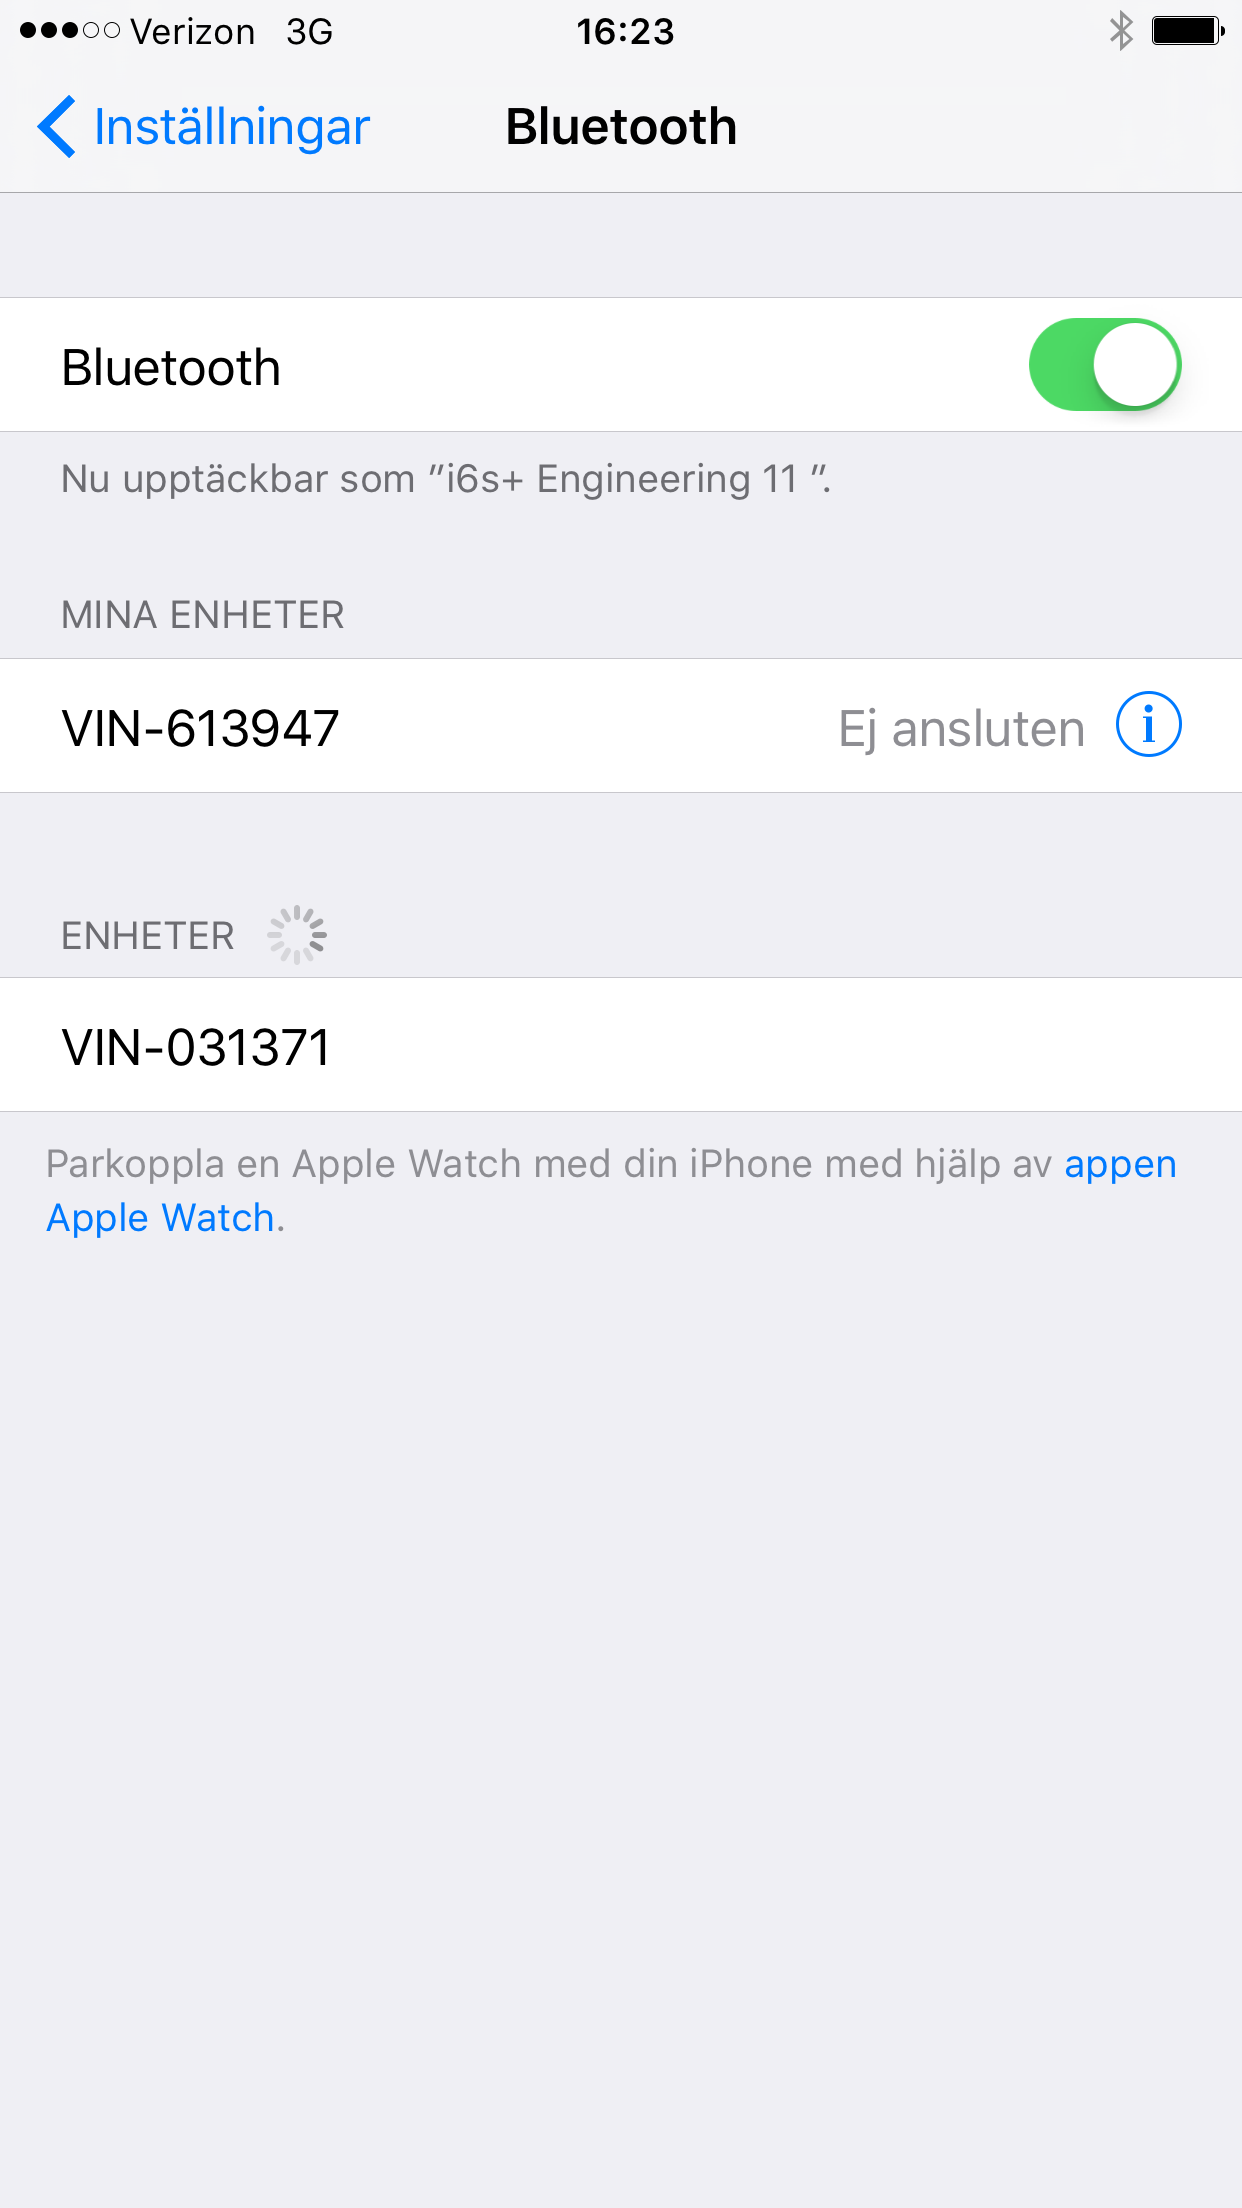 Verizon 3G 16:23
Inställningar Bluetooth
Bluetooth
Nu upptäckbar som ”i6s+ Engineering 11 ”.
MINA ENHETER
VIN-613947 Ej ansluten
ENHETER
VIN-031371
Parkoppla en Apple Watch med din iPhone med hjälp av appen
Apple Watch.